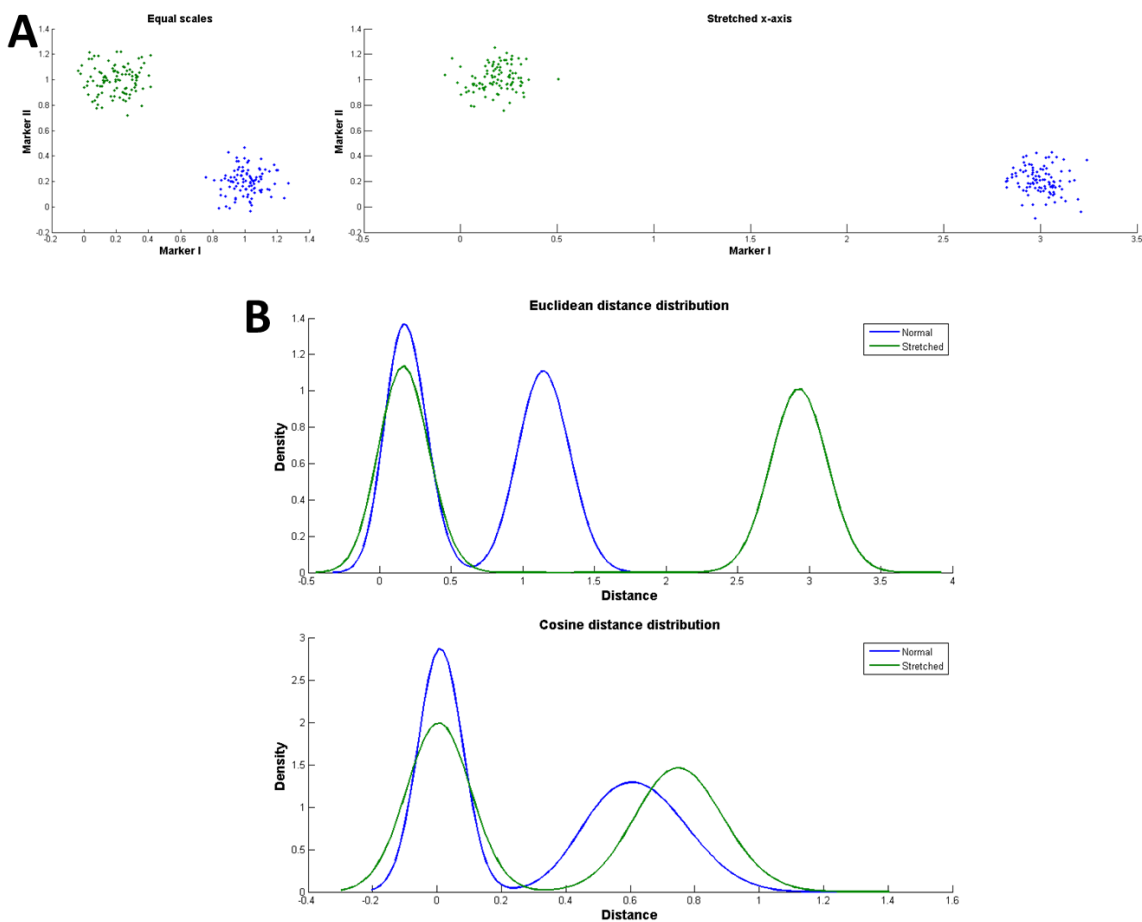 A
Equal scales
Marker II
1.4
1.2
1
0.8
0.6
0.4
0.2
0
-0.2
-0.2 0 0.2 0.4 0.6 0.8 1 1.2 1.4
Marker I
Stretched x-axis
Marker II
1.4
1.2
1
0.8
0.6
0.4
0.2
0
-0.2
-0.5 0 0.5 1 1.5 2 2.5 3 3.5
Marker I
B
Euclidean distance distribution
Normal
Stretched
Density
1.4
1.2
1
0.8
0.6
0.4
0.2
0
-0.5 0 0.5 1 1.5 2 2.5 3 3.5 4
Distance
Cosine distance distribution
Normal
Stretched
Density
3
2.5
2
1.5
1
0.5
0
-0.4 -0.2 0 0.2 0.4 0.6 0.8 1 1.2 1.4 1.6
Distance